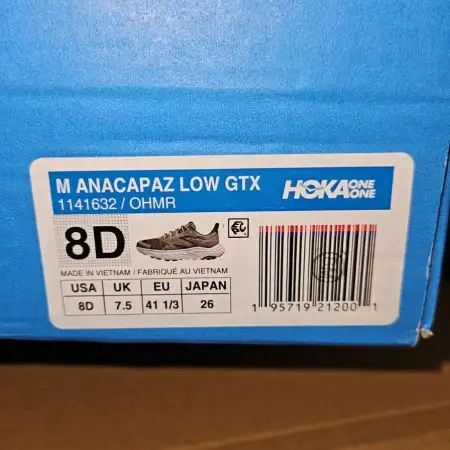 M ANACAPAZ LOW GTX
1141632 / OHMR
HOKA ONE ONE
8D
MADE IN VIETNAM / FABRIQUÉ AU VIETNAM
USA UK EU JAPAN
8D 7.5 41 1/3 26
1 95719 21200 1